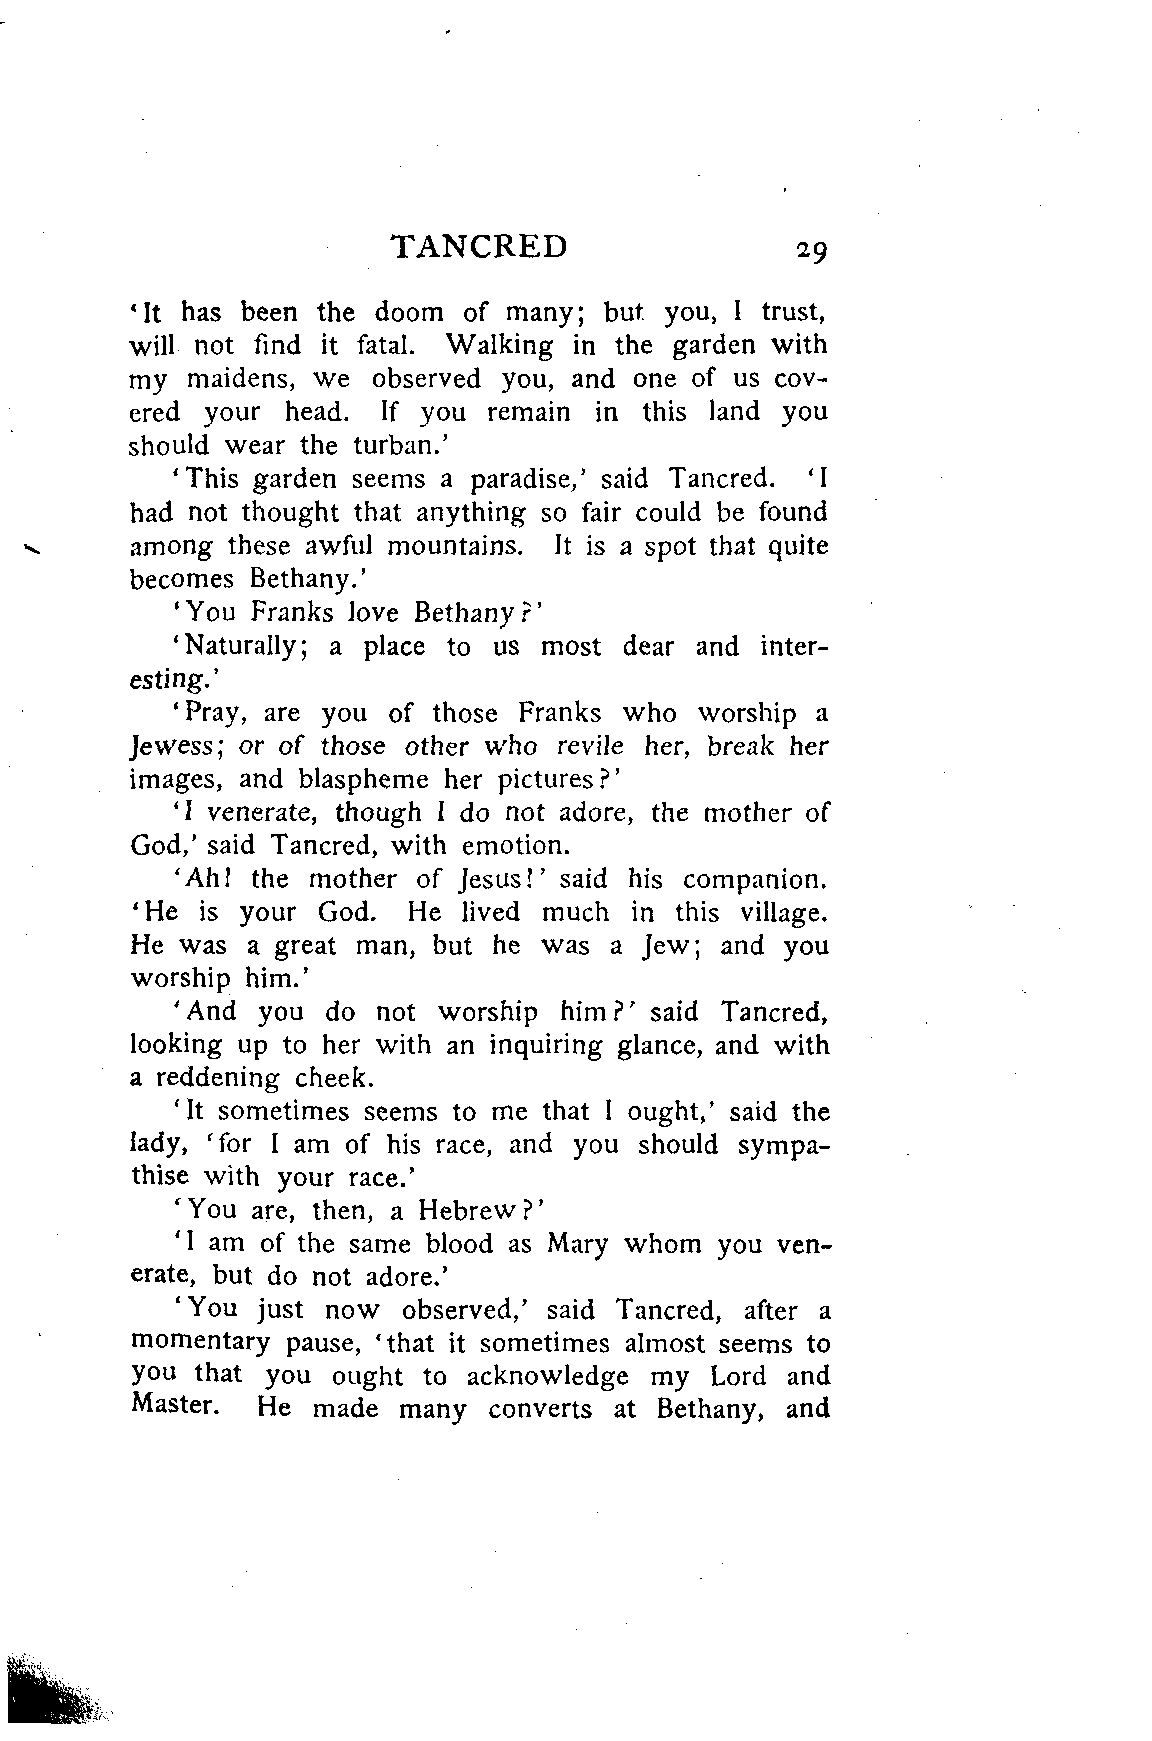 TANCRED 29
'It has been the doom of many; but you, I trust,
will not find it fatal. Walking in the garden with
my maidens, we observed you, and one of us cov-
ered your head. If you remain in this land you
should wear the turban.'
'This garden seems a paradise,' said Tancred. 'I
had not thought that anything so fair could be found
among these awful mountains. It is a spot that quite
becomes Bethany.'
'You Franks love Bethany?'
'Naturally; a place to us most dear and inter-
esting.'
'Pray, are you of those Franks who worship a
Jewess; or of those other who revile her, break her
images, and blaspheme her pictures?'
'I venerate, though I do not adore, the mother of
God,' said Tancred, with emotion.
'Ah! the mother of Jesus!' said his companion.
'He is your God. He lived much in this village.
He was a great man, but he was a Jew; and you
worship him.'
'And you do not worship him?' said Tancred,
looking up to her with an inquiring glance, and with
a reddening cheek.
'It sometimes seems to me that I ought,' said the
lady, 'for I am of his race, and you should sympa-
thise with your race.'
'You are, then, a Hebrew?'
'I am of the same blood as Mary whom you ven-
erate, but do not adore.'
'You just now observed,' said Tancred, after a
momentary pause, 'that it sometimes almost seems to
you that you ought to acknowledge my Lord and
Master. He made many converts at Bethany, and